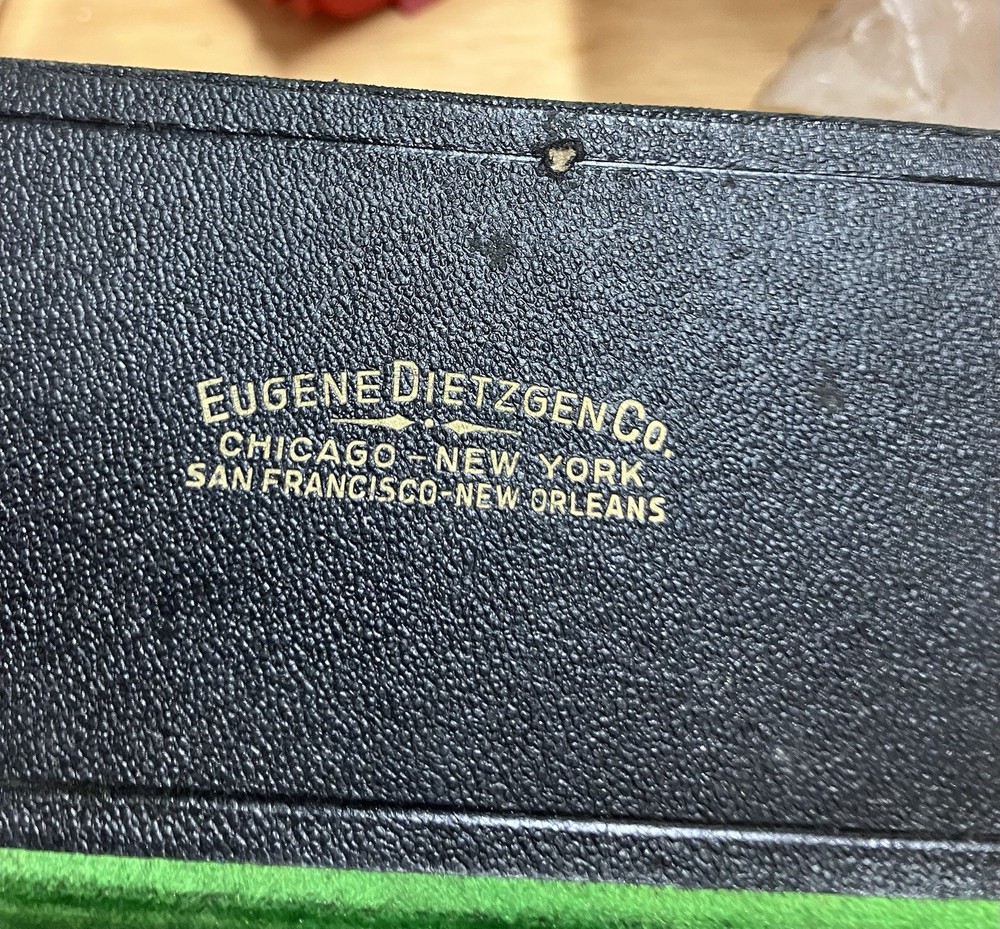 EUGENE DIETZGEN CO.
CHICAGO - NEW YORK
SAN FRANCISCO - NEW ORLEANS